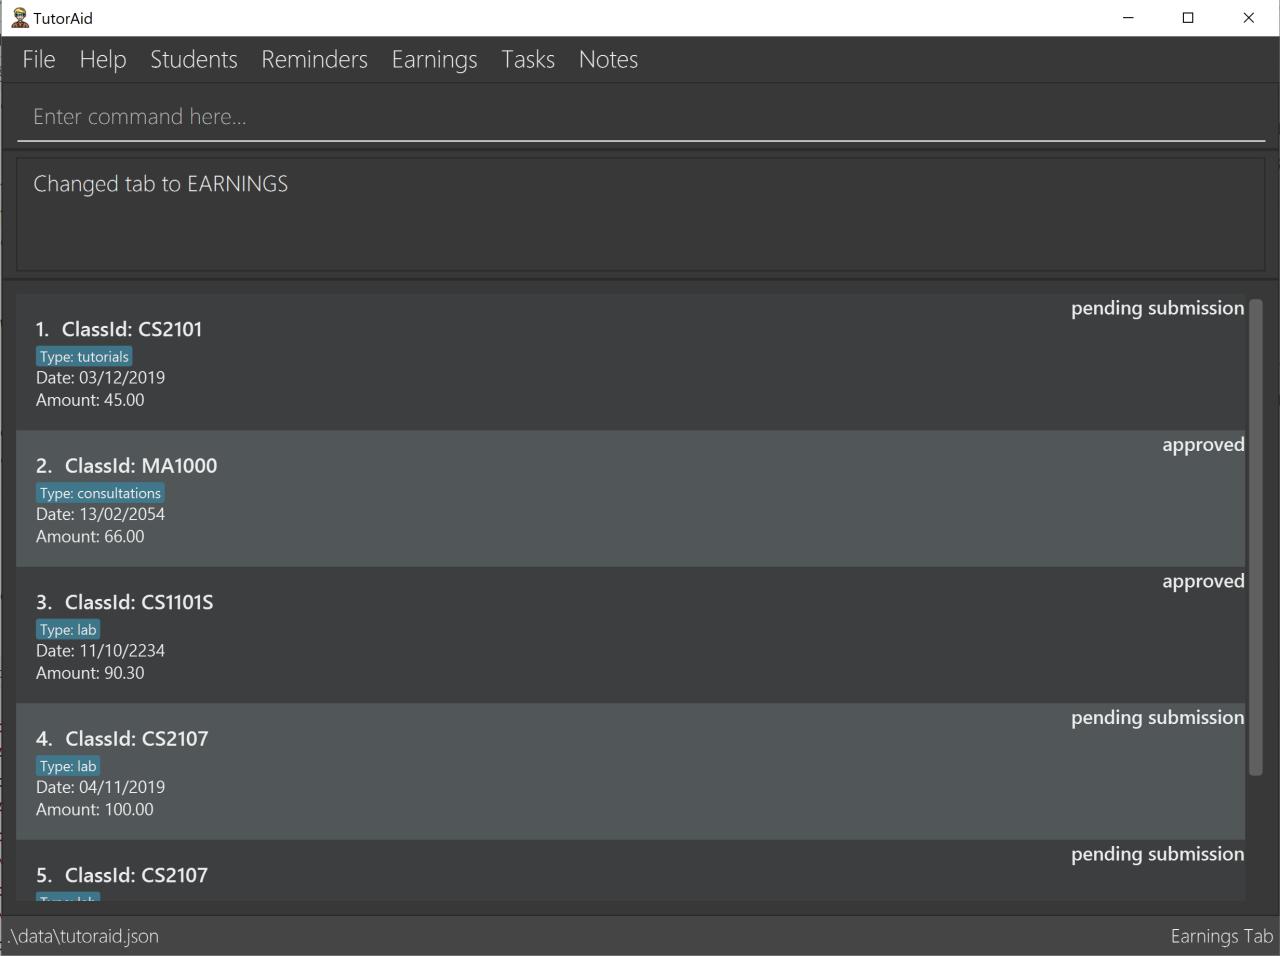 TutorAid
File Help Students Reminders Earnings Tasks Notes
Enter command here...
Changed tab to EARNINGS
pending submission
1. ClassId: CS2101
Type: tutorials
Date: 03/12/2019
Amount: 45.00
approved
2. ClassId: MA1000
Type: consultations
Date: 13/02/2054
Amount: 66.00
approved
3. ClassId: CS1101S
Type: lab
Date: 11/10/2234
Amount: 90.30
pending submission
4. ClassId: CS2107
Type: lab
Date: 04/11/2019
Amount: 100.00
pending submission
5. ClassId: CS2107
Type: lab
.\data\tutoraid.json
Earnings Tab